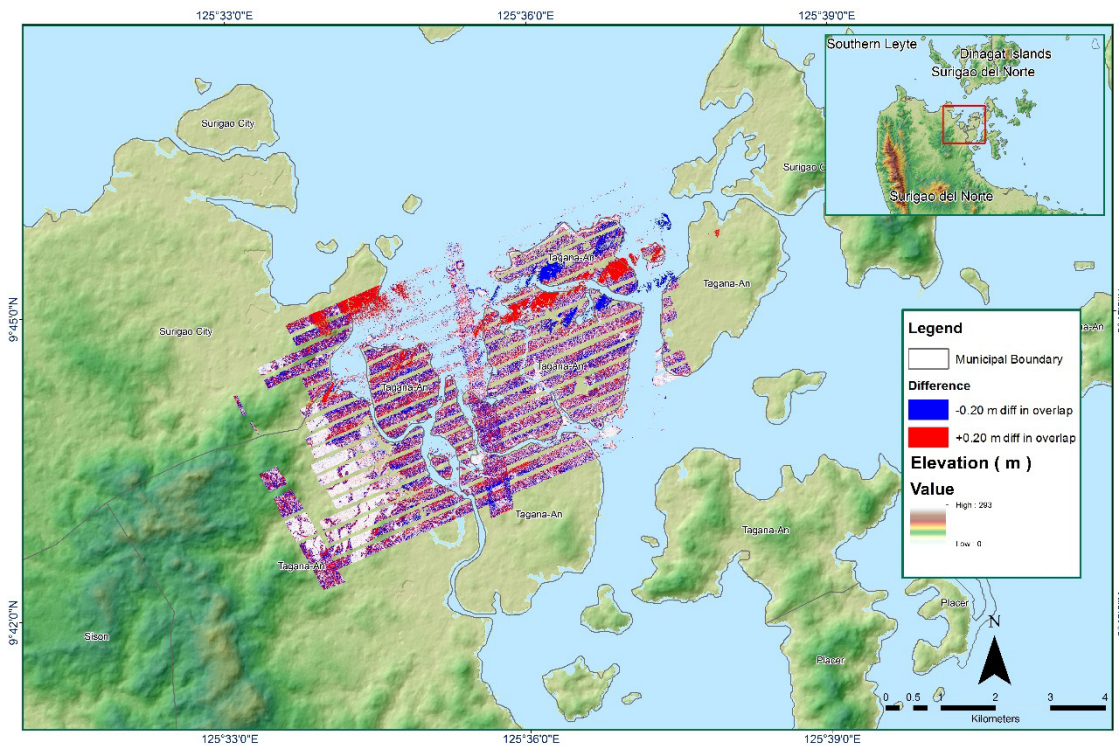 125°33'0"E
125°36'0"E
125°39'0"E
Southern Leyte
Dinagat Islands
Surigao del Norte
Surigao del Norte
Surigao City
Surigao
Tagana-An
Tagana-An
9°45'0"N
Surigao City
Tagana-An
Tagana-An
Legend
Municipal Boundary
Difference
-0.20 m diff in overlap
+0.20 m diff in overlap
Elevation ( m )
Value
High : 293
Low : 0
Tagana-An
Tagana-An
Tagana-An
9°42'0"N
Sison
Placer
Placer
N
0 0.5 1 2 3 4
Kilometers
125°33'0"E
125°36'0"E
125°39'0"E